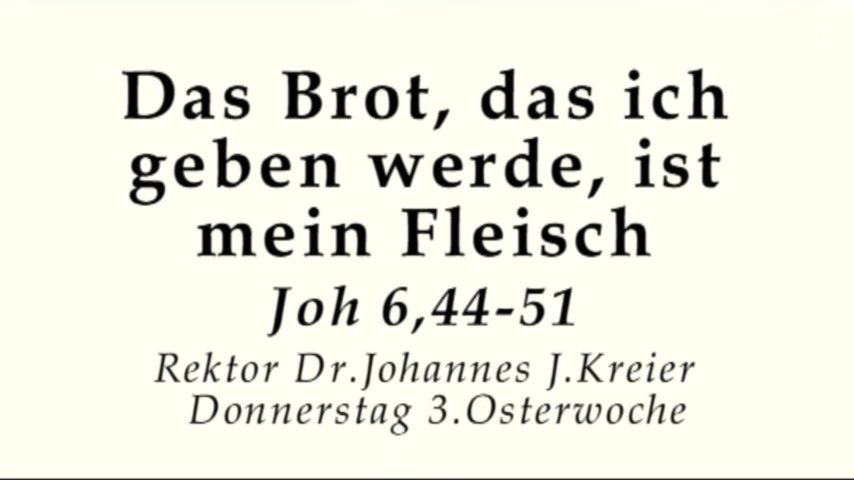 Das Brot, das ich
geben werde, ist
mein Fleisch
Joh 6,44-51
Rektor Dr.Johannes J.Kreier
Donnerstag 3.Osterwoche